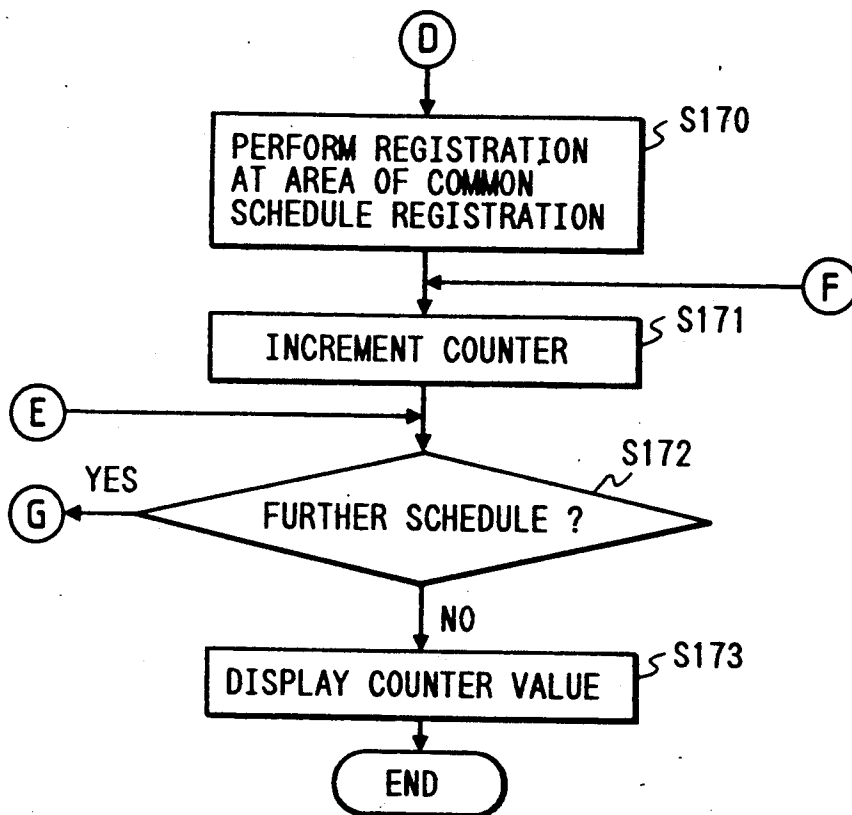 D
S170
PERFORM REGISTRATION
AT AREA OF COMMON
SCHEDULE REGISTRATION
F
S171
INCREMENT COUNTER
E
S172
YES
G
FURTHER SCHEDULE ?
NO
S173
DISPLAY COUNTER VALUE
END